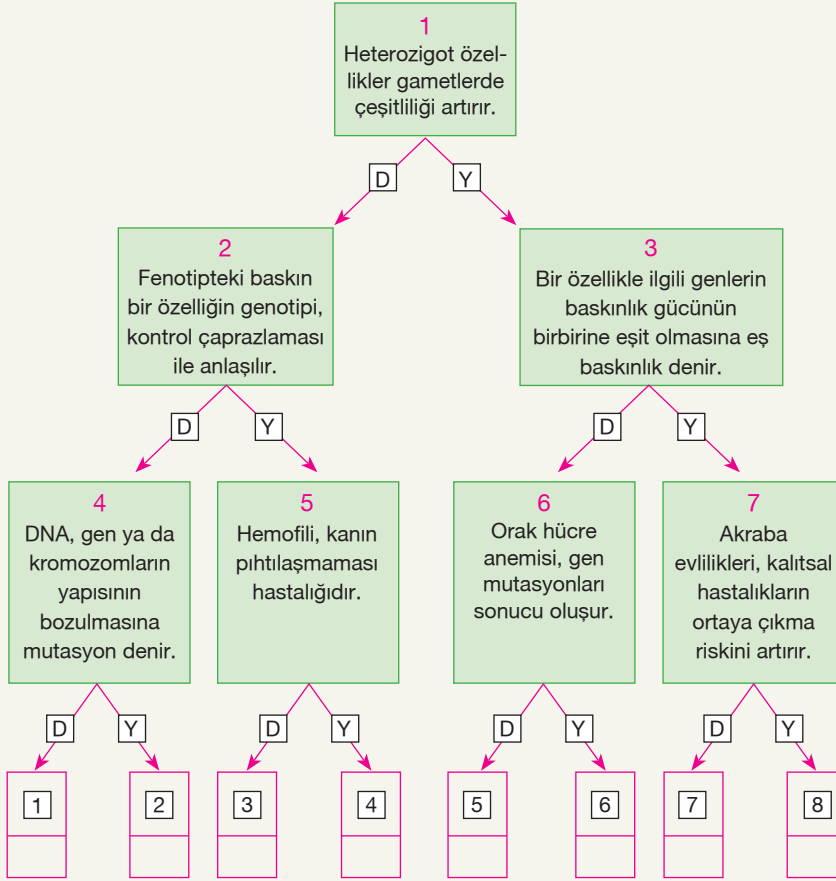 1
Heterozigot özel-
likler gametlerde
çeşitliliği artırır.
D
Y
2
Fenotipteki baskın
bir özelliğin genotipi,
kontrol çaprazlaması
ile anlaşılır.
3
Bir özellikle ilgili genlerin
baskınlık gücünün
birbirine eşit olmasına eş
baskınlık denir.
D
Y
D
Y
4
DNA, gen ya da
kromozomların
yapısının
bozulmasına
mutasyon denir.
5
Hemofili, kanın
pıhtılaşmaması
hastalığıdır.
6
Orak hücre
anemisi, gen
mutasyonları
sonucu oluşur.
7
Akraba
evlilikleri, kalıtsal
hastalıkların
ortaya çıkma
riskini artırır.
D
Y
D
Y
D
Y
D
Y
1
2
3
4
5
6
7
8